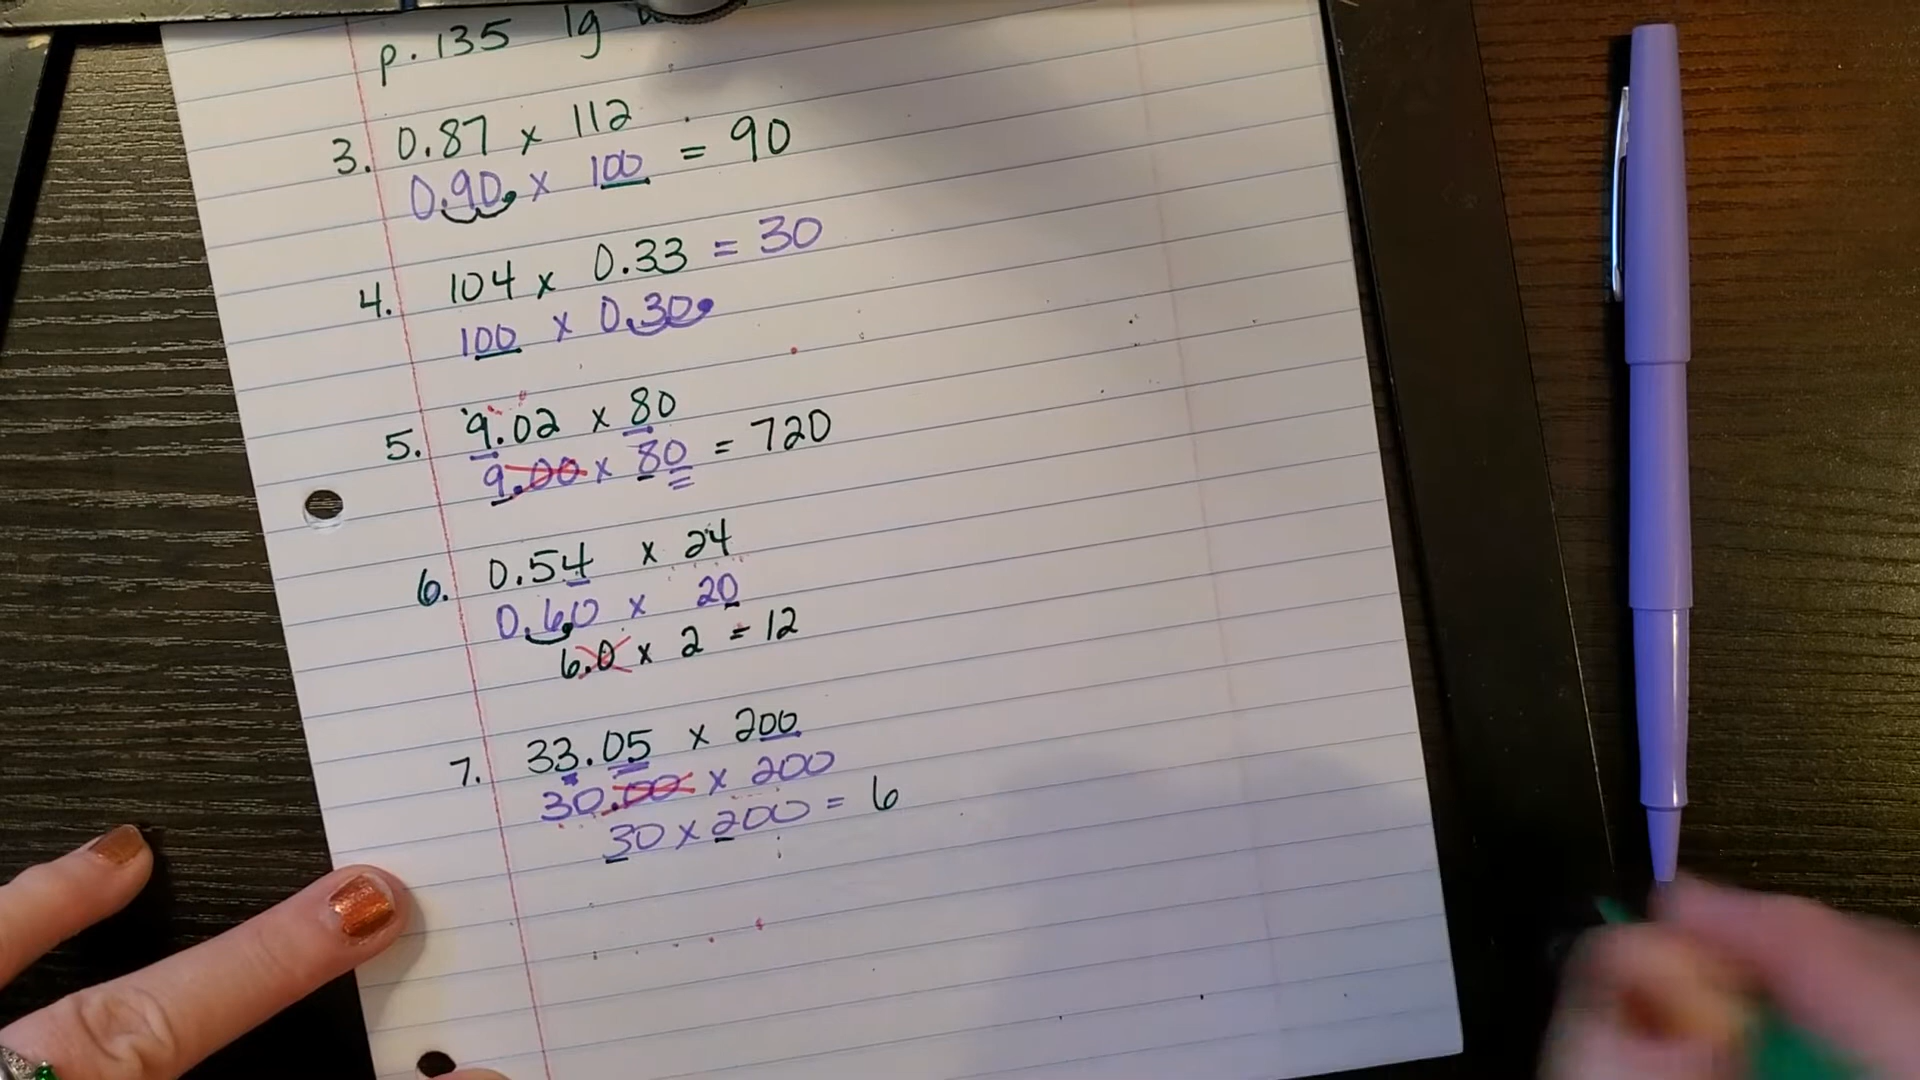 p. 135 lg
3. 0.87 x 112
0.90 x 100 = 90
4. 104 x 0.33 = 30
100 x 0.30
5. 9.02 x 80
9.00 x 80 = 720
6. 0.54 x 24
0.60 x 20
6.0 x 2 = 12
7. 33.05 x 200
30.00 x 200
30 x 200 = 6